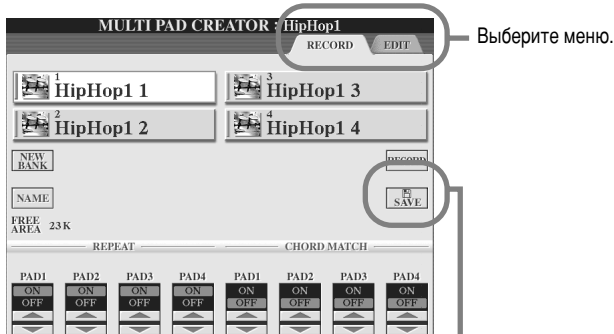 MULTI PAD CREATOR : HipHop1
RECORD EDIT
Выберите меню.
1 HipHop1 1
3 HipHop1 3
2 HipHop1 2
4 HipHop1 4
NEW BANK
RECORD
NAME
SAVE
FREE AREA 23K
REPEAT CHORD MATCH
PAD1 PAD2 PAD3 PAD4 PAD1 PAD2 PAD3 PAD4
ON ON ON ON ON ON ON ON
OFF OFF OFF OFF OFF OFF OFF OFF